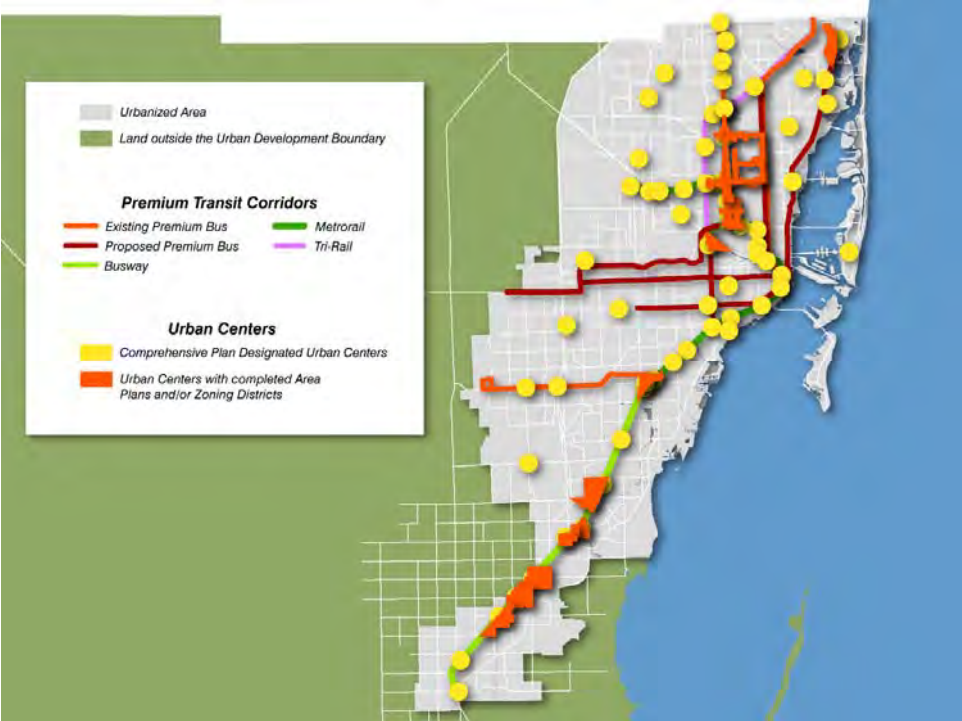 Urbanized Area
Land outside the Urban Development Boundary
Premium Transit Corridors
Existing Premium Bus
Metrorail
Proposed Premium Bus
Tri-Rail
Busway
Urban Centers
Comprehensive Plan Designated Urban Centers
Urban Centers with completed Area
Plans and/or Zoning Districts